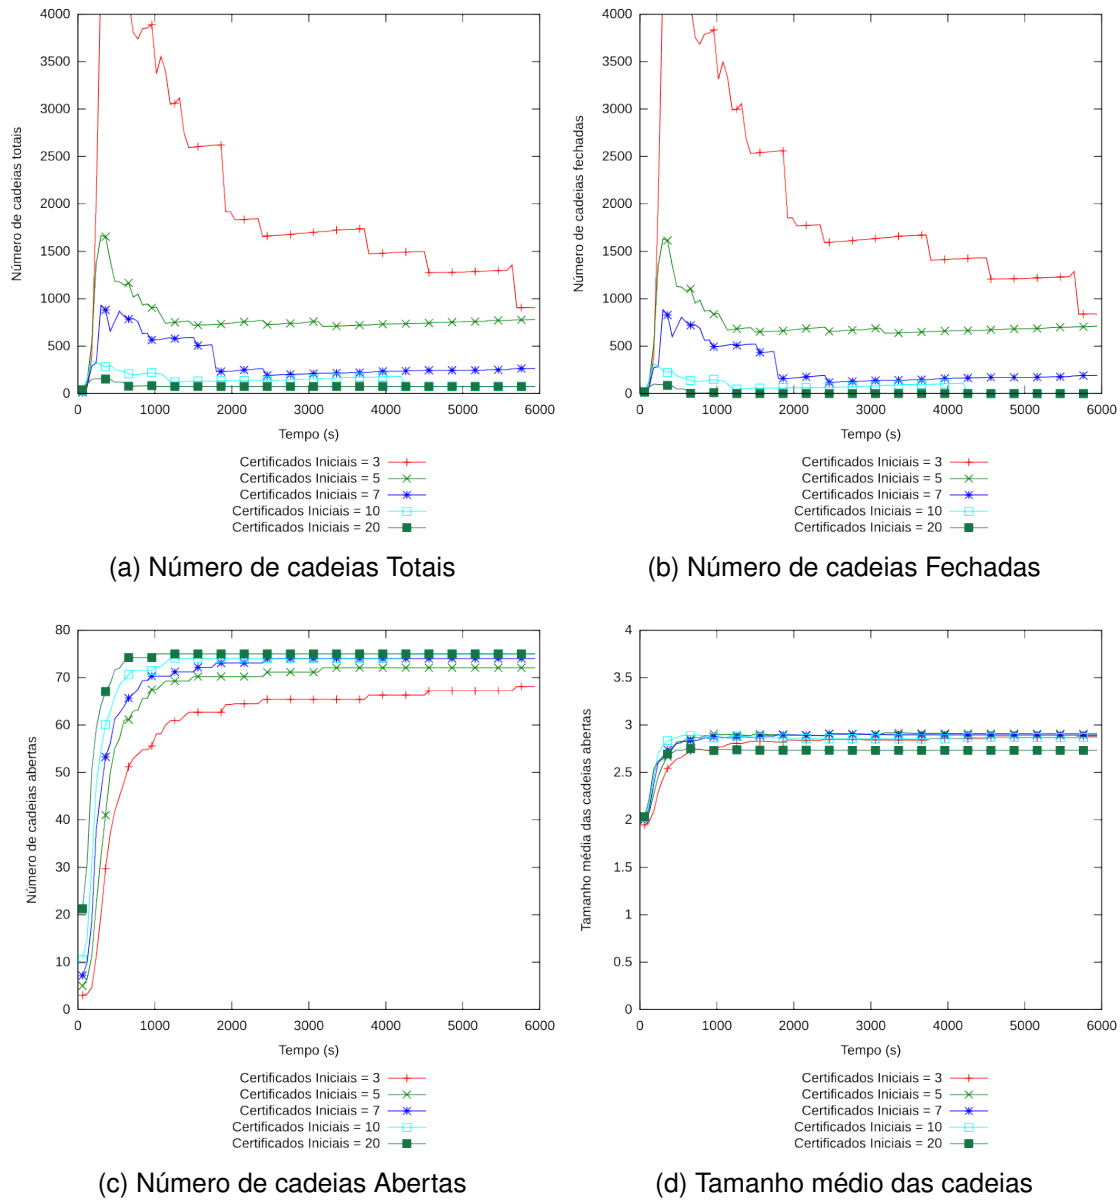 4000
3500
3000
2500
2000
1500
1000
500
0
Número de cadeias totais
0 1000 2000 3000 4000 5000 6000
Tempo (s)
Certificados Iniciais = 3
Certificados Iniciais = 5
Certificados Iniciais = 7
Certificados Iniciais = 10
Certificados Iniciais = 20
(a) Número de cadeias Totais
4000
3500
3000
2500
2000
1500
1000
500
0
Número de cadeias fechadas
0 1000 2000 3000 4000 5000 6000
Tempo (s)
Certificados Iniciais = 3
Certificados Iniciais = 5
Certificados Iniciais = 7
Certificados Iniciais = 10
Certificados Iniciais = 20
(b) Número de cadeias Fechadas
80
70
60
50
40
30
20
10
0
Número de cadeias abertas
0 1000 2000 3000 4000 5000 6000
Tempo (s)
Certificados Iniciais = 3
Certificados Iniciais = 5
Certificados Iniciais = 7
Certificados Iniciais = 10
Certificados Iniciais = 20
(c) Número de cadeias Abertas
4
3.5
3
2.5
2
1.5
1
0.5
0
Tamanho média das cadeias abertas
0 1000 2000 3000 4000 5000 6000
Tempo (s)
Certificados Iniciais = 3
Certificados Iniciais = 5
Certificados Iniciais = 7
Certificados Iniciais = 10
Certificados Iniciais = 20
(d) Tamanho médio das cadeias